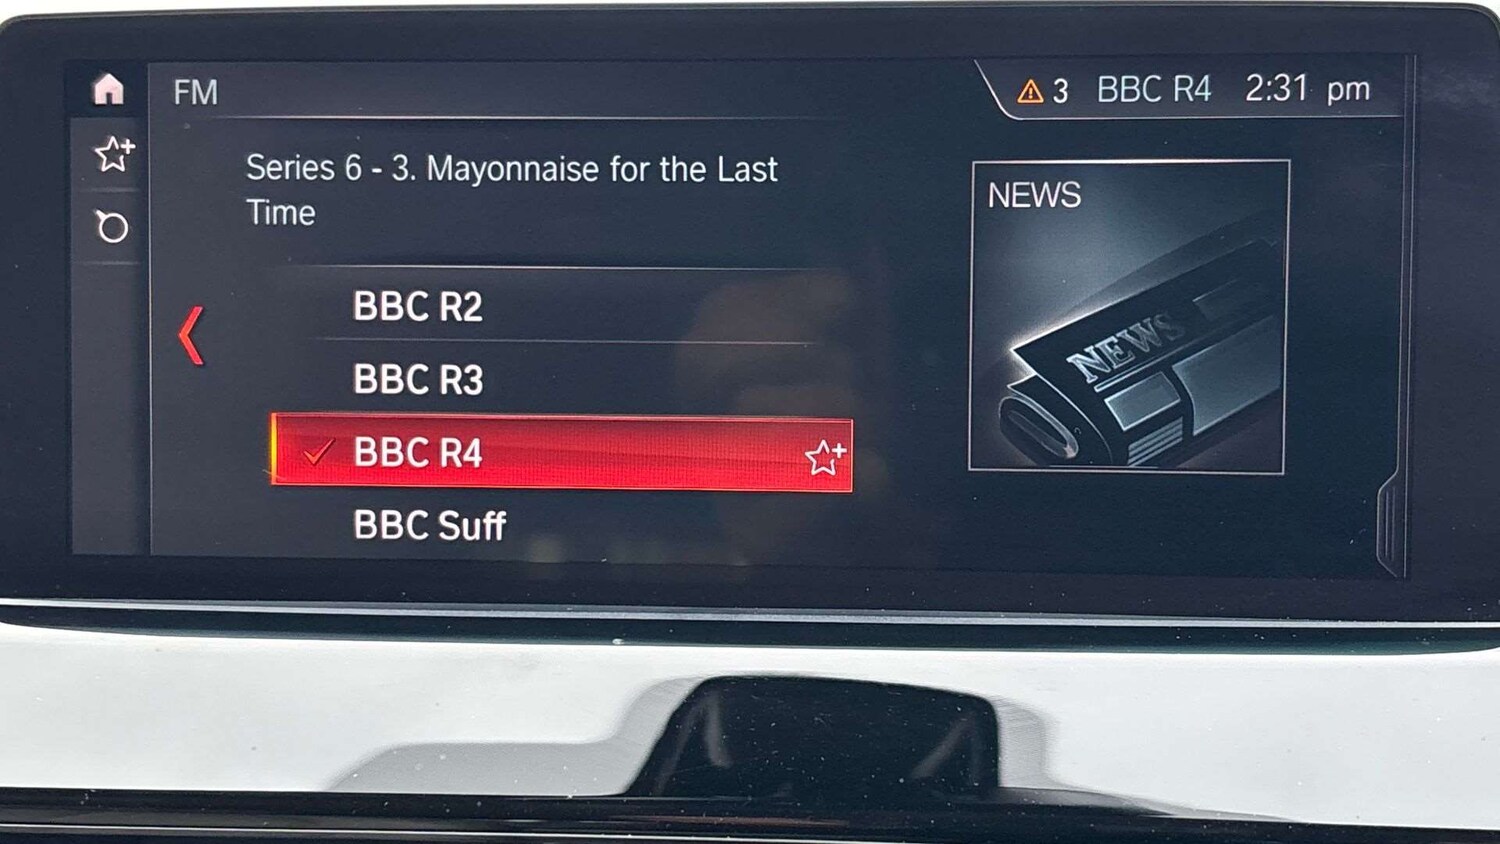 FM
3 BBC R4 2:31 pm
Series 6 - 3. Mayonnaise for the Last
Time
BBC R2
BBC R3
BBC R4
BBC Suff
NEWS
NEWS